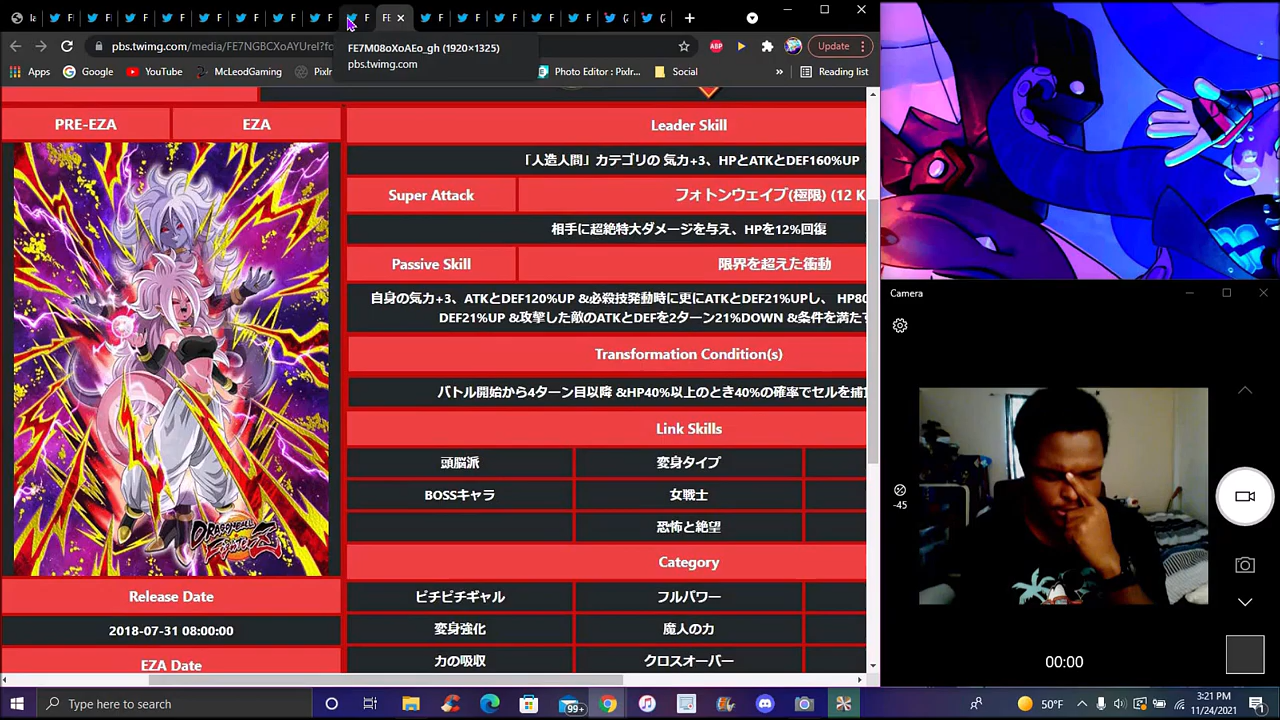 F
F
F
F
F
F
F
F
F
FE
F
F
F
F
F
pbs.twimg.com/media/FE7NGBCXoAYUreI?fo
FE7M08oXoAEo_gh (1920×1325)
pbs.twimg.com
ABP
Update
Apps
Google
YouTube
McLeodGaming
Pixlr
Photo Editor : Pixlr...
Social
»
Reading list
PRE-EZA
EZA
Leader Skill
「人造人間」カテゴリの 気力+3、HPとATKとDEF160%UP
Super Attack
フォトンウェイブ(極限) (12 K
相手に超絶特大ダメージを与え、HPを12%回復
Passive Skill
限界を超えた衝動
自身の気力+3、ATKとDEF120%UP &必殺技発動時に更にATKとDEF21%UPし、 HP80
DEF21%UP &攻撃した敵のATKとDEFを2ターン21%DOWN &条件を満た
Transformation Condition(s)
バトル開始から4ターン目以降 &HP40%以上のとき40%の確率でセルを捕
Link Skills
頭脳派
変身タイプ
BOSSキャラ
女戦士
恐怖と絶望
Category
ピチピチギャル
フルパワー
変身強化
魔人の力
力の吸収
クロスオーバー
DRAGONBALL
FighterZ
Release Date
2018-07-31 08:00:00
EZA Date
Camera
-45
00:00
Type here to search
99+
50°F
3:21 PM
11/24/2021